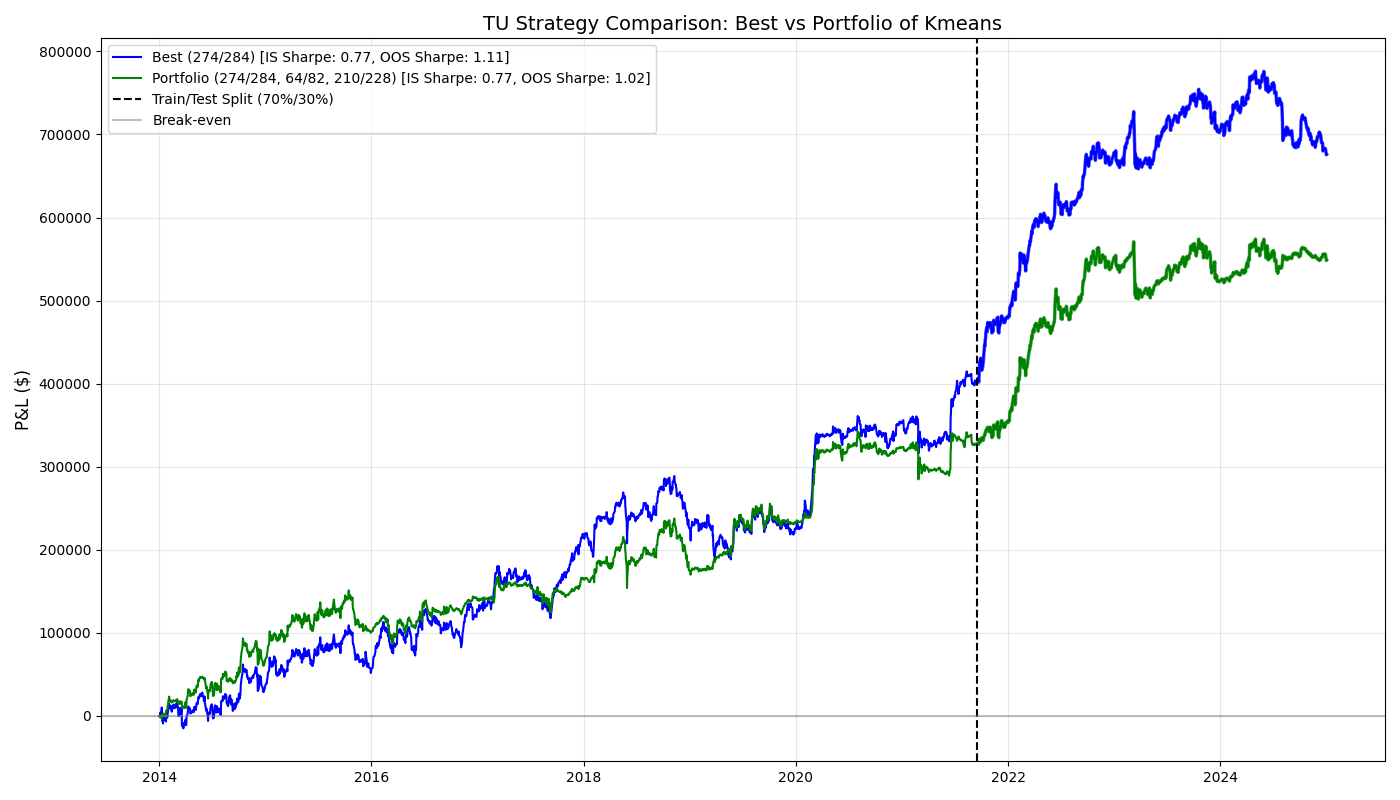 TU Strategy Comparison: Best vs Portfolio of Kmeans
Best (274/284) [IS Sharpe: 0.77, OOS Sharpe: 1.11]
Portfolio (274/284, 64/82, 210/228) [IS Sharpe: 0.77, OOS Sharpe: 1.02]
Train/Test Split (70%/30%)
Break-even
P&L ($)
800000
700000
600000
500000
400000
300000
200000
100000
0
2014 2016 2018 2020 2022 2024